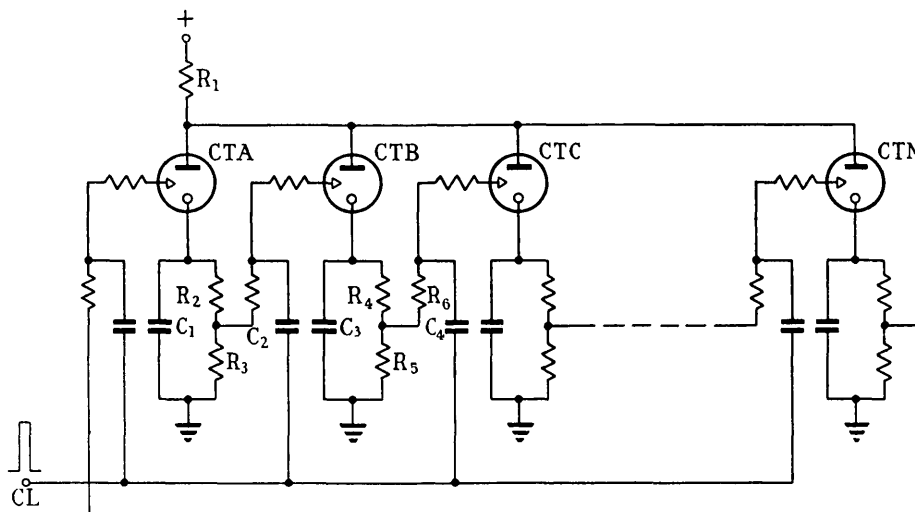 +
R₁
CTA CTB CTC CTN
R₂ R₄ R₆
C₁ C₂ C₃ C₄
R₃ R₅
CL